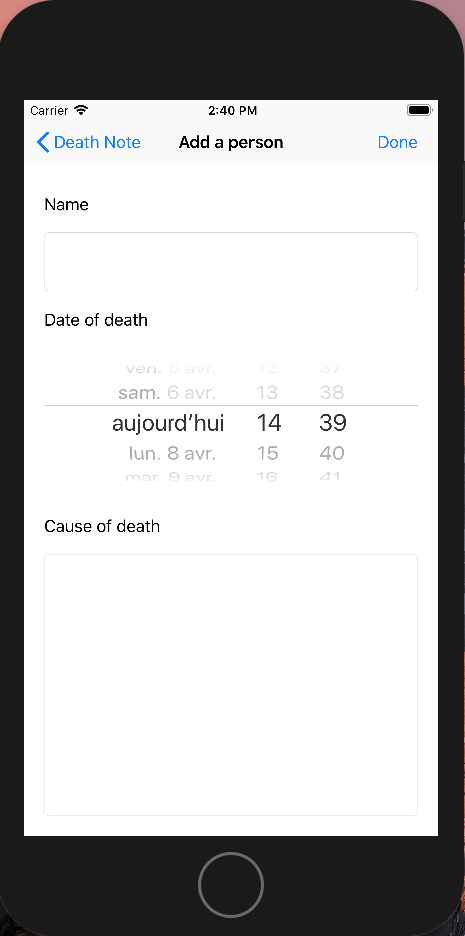 Carrier 2:40 PM
Death Note Add a person Done
Name
Date of death
ven. 5 avr. 12 37
sam. 6 avr. 13 38
aujourd’hui 14 39
lun. 8 avr. 15 40
mar. 9 avr. 16 41
Cause of death